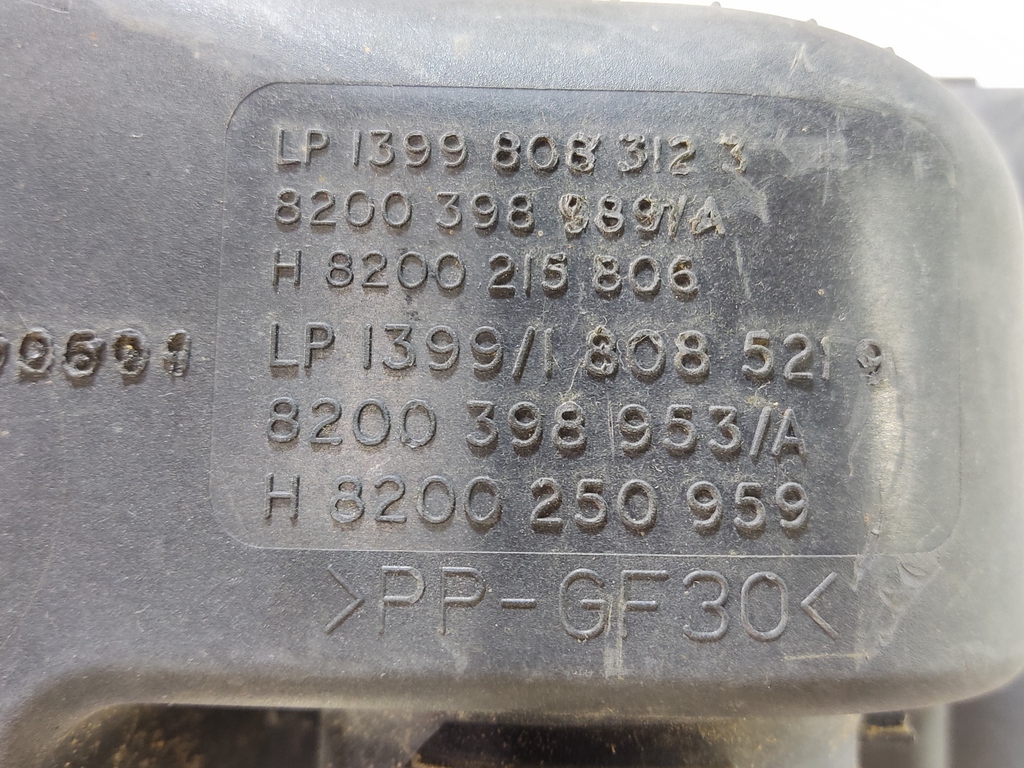 LP 1399 808 312 3
8200 398 989/A
H 8200 215 806
LP 1399/1 808 521 9
8200 398 953/A
H 8200 250 959
>PP-GF30<